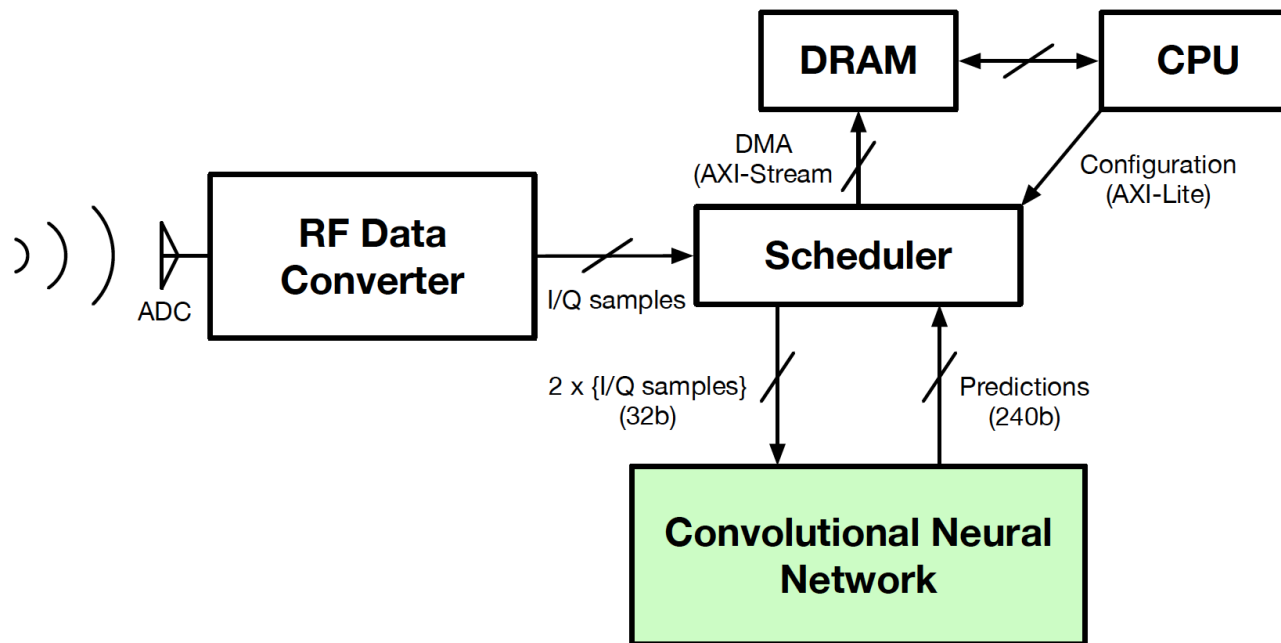 DRAM
CPU
DMA
(AXI-Stream
Configuration
(AXI-Lite)
RF Data
Converter
ADC
I/Q samples
Scheduler
2 x {I/Q samples}
(32b)
Predictions
(240b)
Convolutional Neural
Network